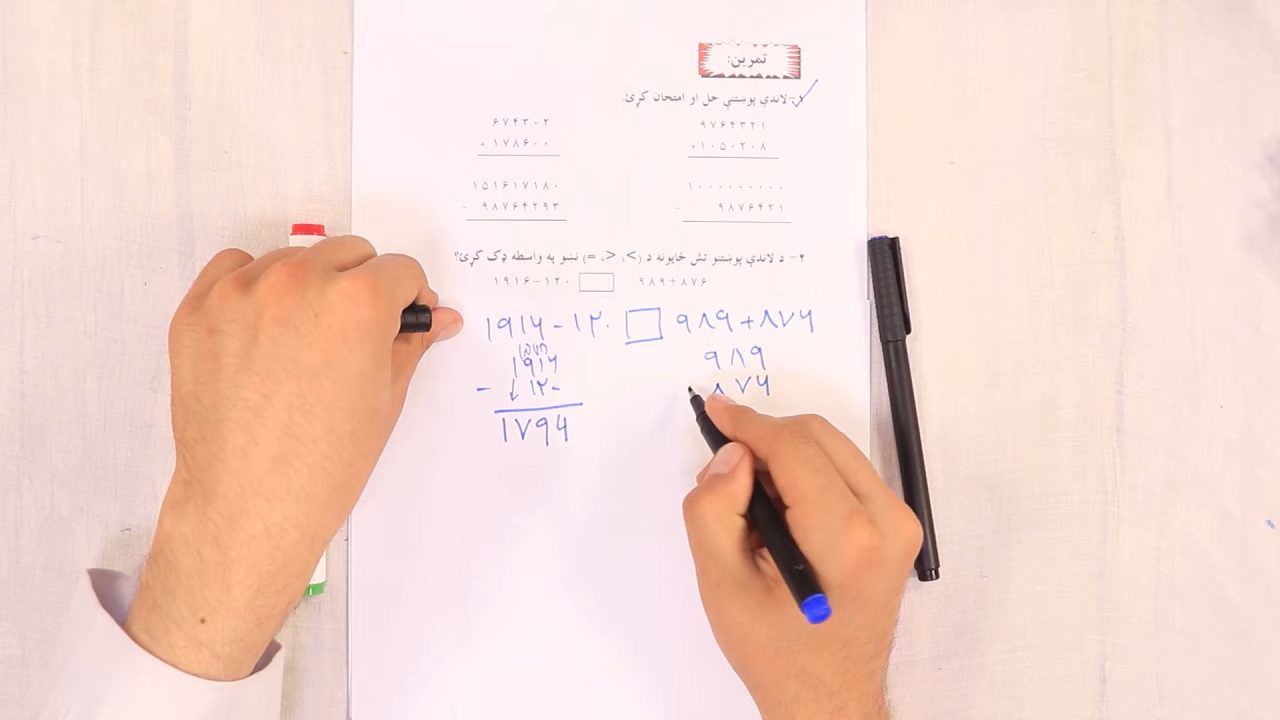 تمرین:
۱- لاندې پوښتنې حل او امتحان کړئ.
۹۷۶۴۳۲۱
+۱۰۵۰۲۰۸
۶۷۴۳۰۲
+۱۷۸۶۰۰
۱۰۰۰۰۰۰۰۰۰
- ۹۸۷۶۴۲۱
۱۵۱۶۱۷۱۸۰
- ۹۸۷۶۴۲۹۳
۲- د لاندې پوښتنو تش ځایونه د (>، <، =) نښو په واسطه ډک کړئ؟
۱۹۱۶-۱۲۰ □ ۹۸۹+۸۷۶
۱۹۱۶-۱۲۰ □ ۹۸۹+۸۷۶
۱۹۱۶
- ۱۲۰
۱۷۹۶
۹۸۹
۸۷۶